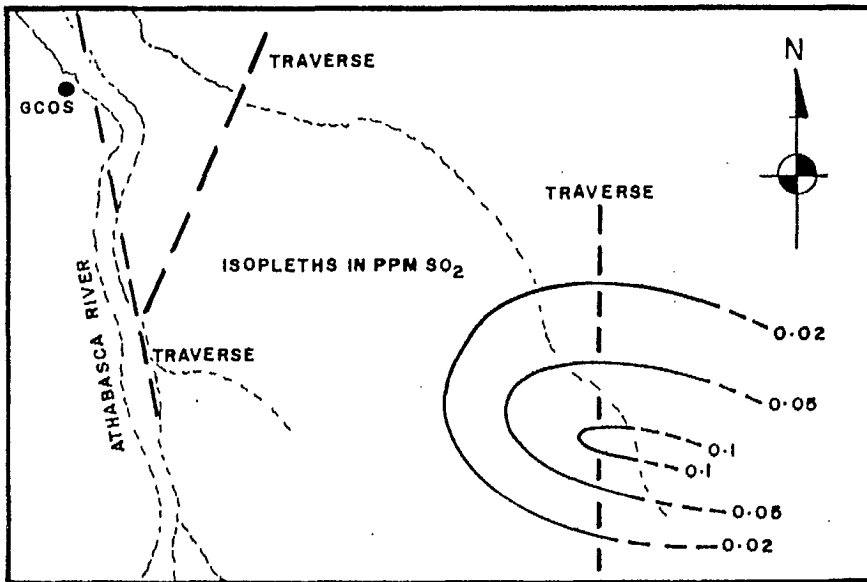 N
TRAVERSE
GCOS
TRAVERSE
ISOPLETHS IN PPM SO2
ATHABASCA RIVER
TRAVERSE
0.02
0.05
0.1
0.1
0.05
0.02